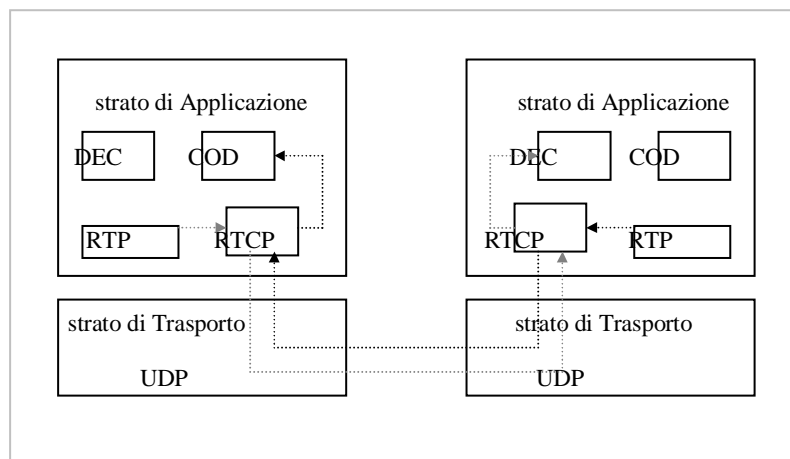 strato di Applicazione
DEC
COD
RTP
RTCP
strato di Trasporto
UDP
strato di Applicazione
DEC
COD
RTCP
RTP
strato di Trasporto
UDP